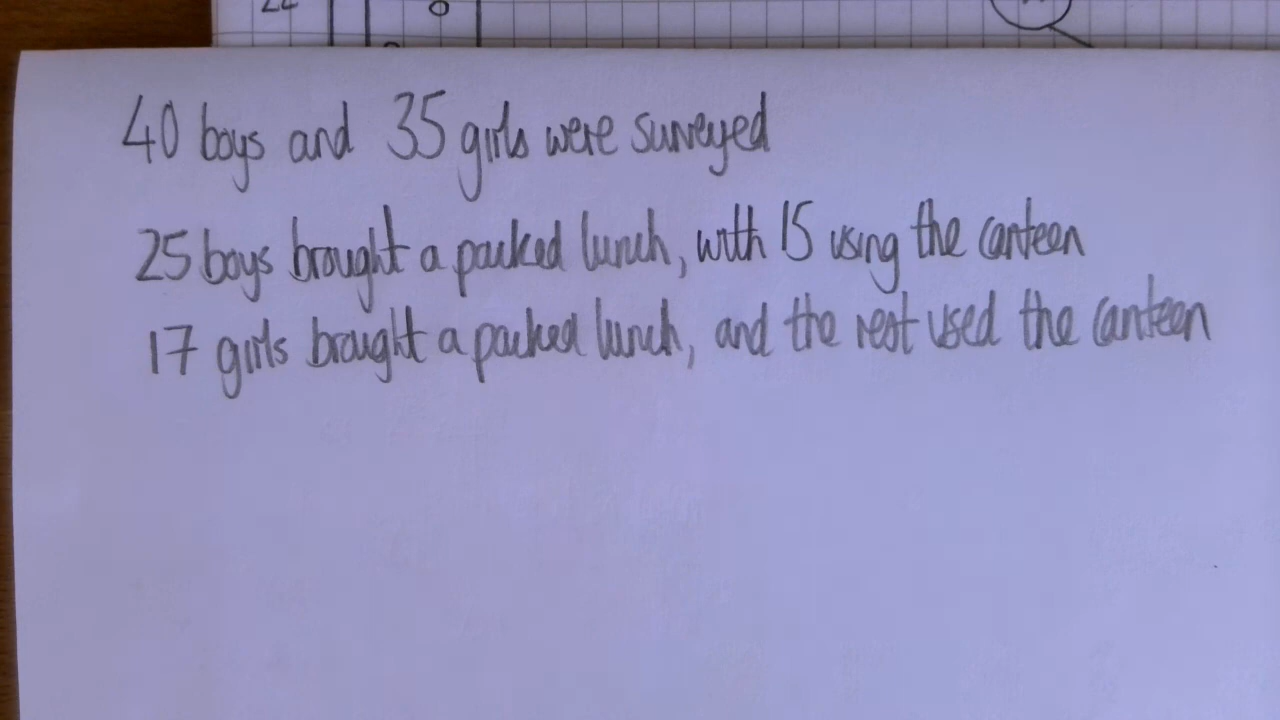 22
40 boys and 35 girls were surveyed
25 boys brought a packed lunch, with 15 using the canteen
17 girls brought a packed lunch, and the rest used the canteen